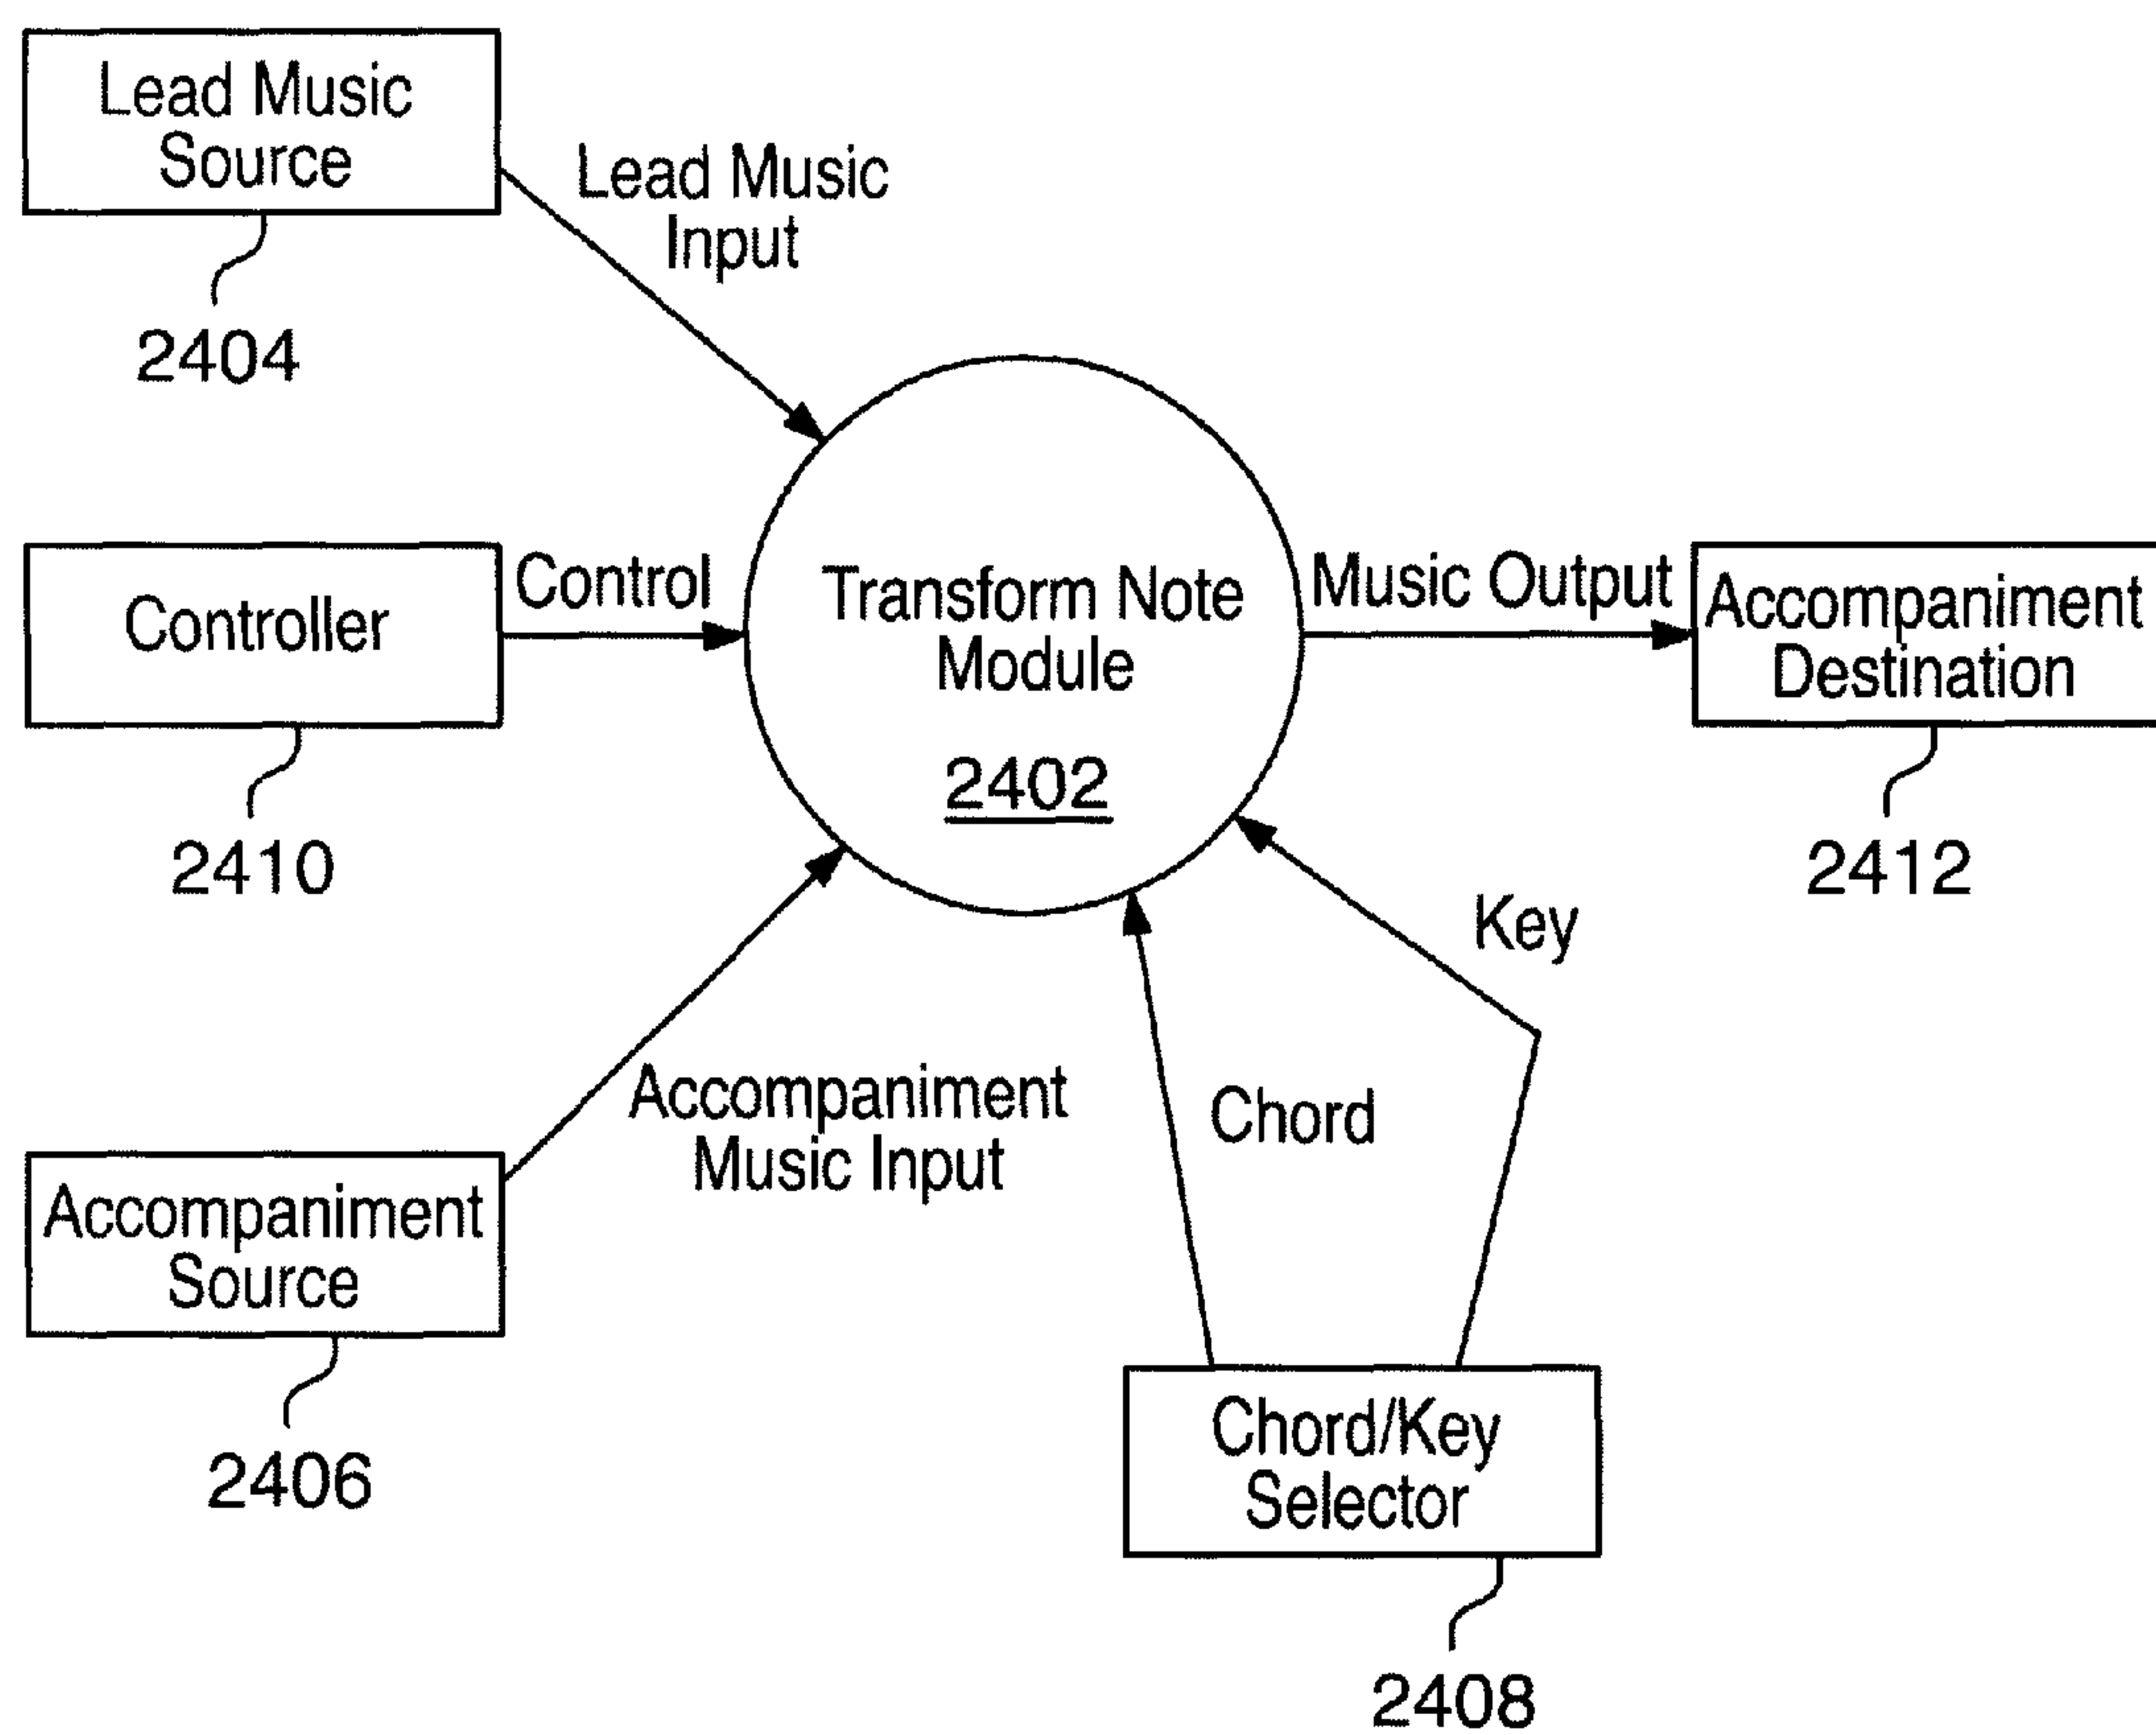 Lead Music
Source
2404
Lead Music
Input
Controller
2410
Control
Transform Note
Module
2402
Music Output
Accompaniment
Destination
2412
Accompaniment
Source
2406
Accompaniment
Music Input
Chord
Key
Chord/Key
Selector
2408